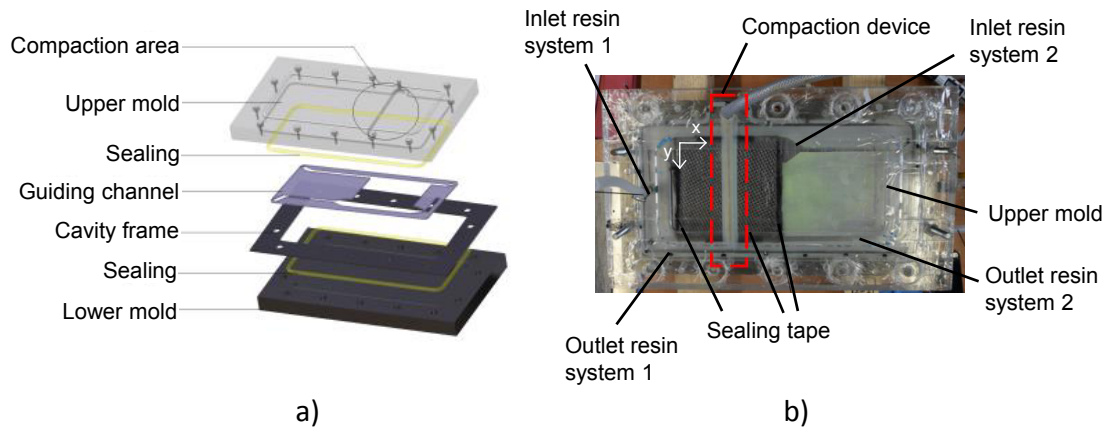 Compaction area
Upper mold
Sealing
Guiding channel
Cavity frame
Sealing
Lower mold
a)
Inlet resin
system 1
Compaction device
Inlet resin
system 2
x
y
Upper mold
Outlet resin
system 2
Sealing tape
Outlet resin
system 1
b)